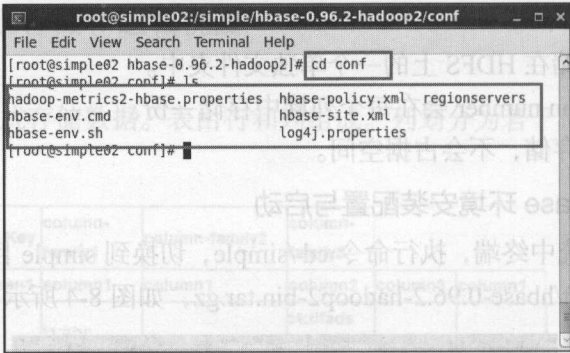 root@simple02:/simple/hbase-0.96.2-hadoop2/conf
File Edit View Search Terminal Help
[root@simple02 hbase-0.96.2-hadoop2]# cd conf
[root@simple02 conf]# ls
hadoop-metrics2-hbase.properties hbase-policy.xml regionservers
hbase-env.cmd hbase-site.xml
hbase-env.sh log4j.properties
[root@simple02 conf]#